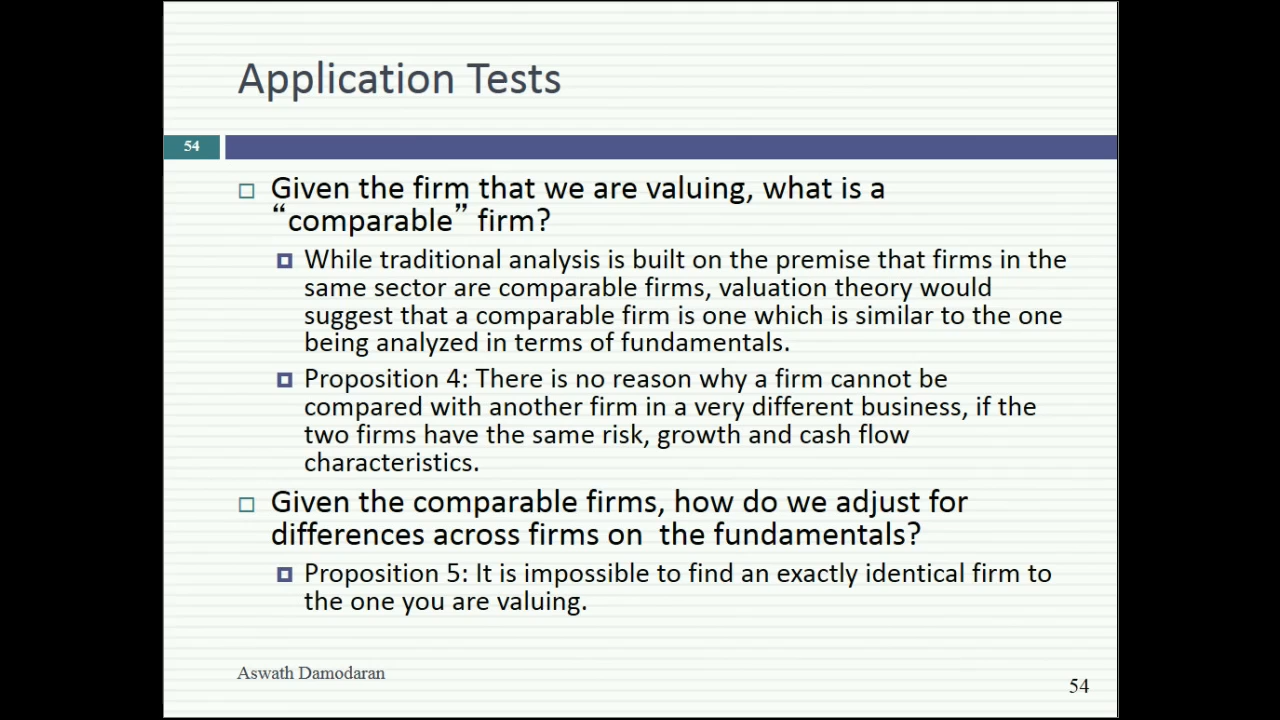 Application Tests
54
Given the firm that we are valuing, what is a
“comparable” firm?
While traditional analysis is built on the premise that firms in the
same sector are comparable firms, valuation theory would
suggest that a comparable firm is one which is similar to the one
being analyzed in terms of fundamentals.
Proposition 4: There is no reason why a firm cannot be
compared with another firm in a very different business, if the
two firms have the same risk, growth and cash flow
characteristics.
Given the comparable firms, how do we adjust for
differences across firms on  the fundamentals?
Proposition 5: It is impossible to find an exactly identical firm to
the one you are valuing.
Aswath Damodaran
54